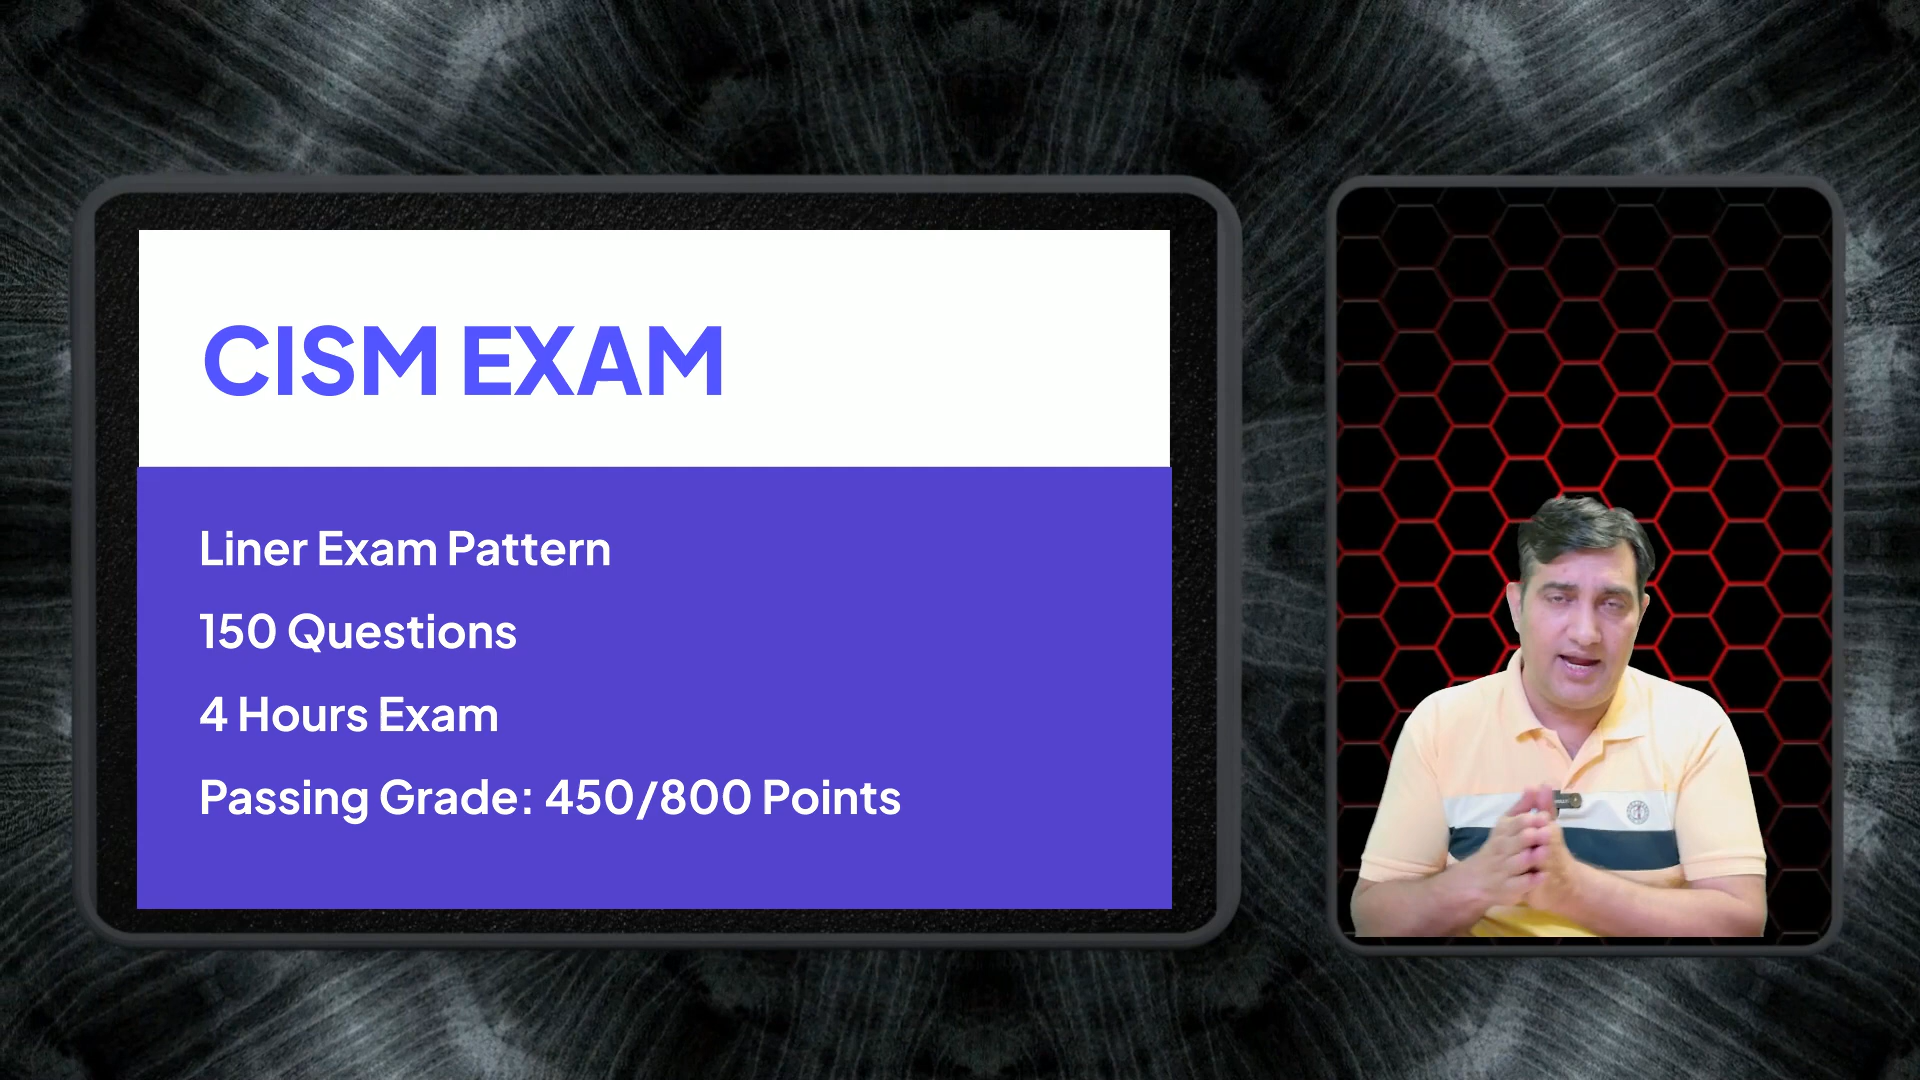 CISM EXAM
Liner Exam Pattern
150 Questions
4 Hours Exam
Passing Grade: 450/800 Points